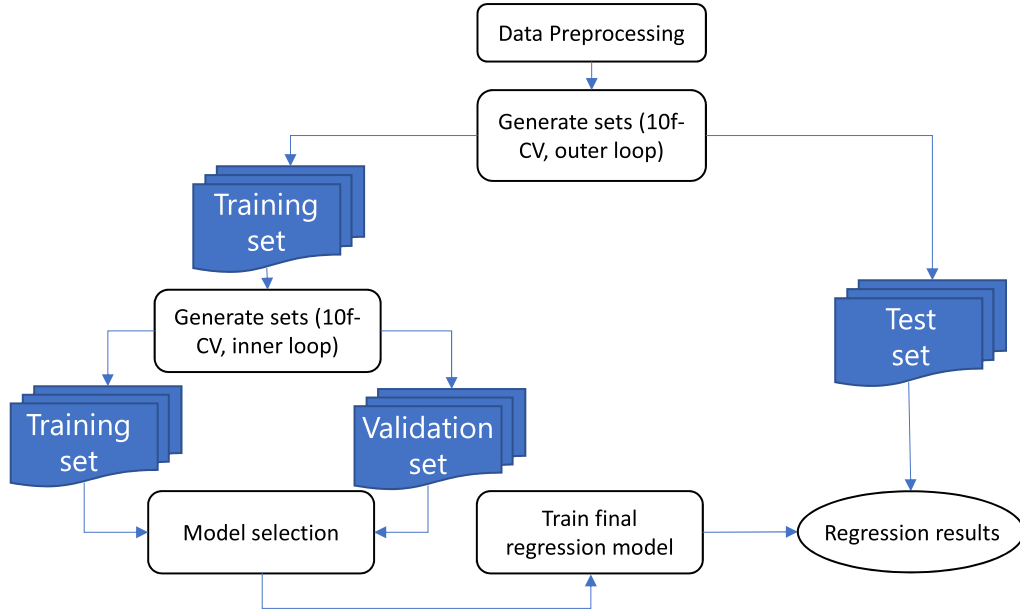 Data Preprocessing
Generate sets (10f-
CV, outer loop)
Training
set
Generate sets (10f-
CV, inner loop)
Test
set
Training
set
Validation
set
Model selection
Train final
regression model
Regression results